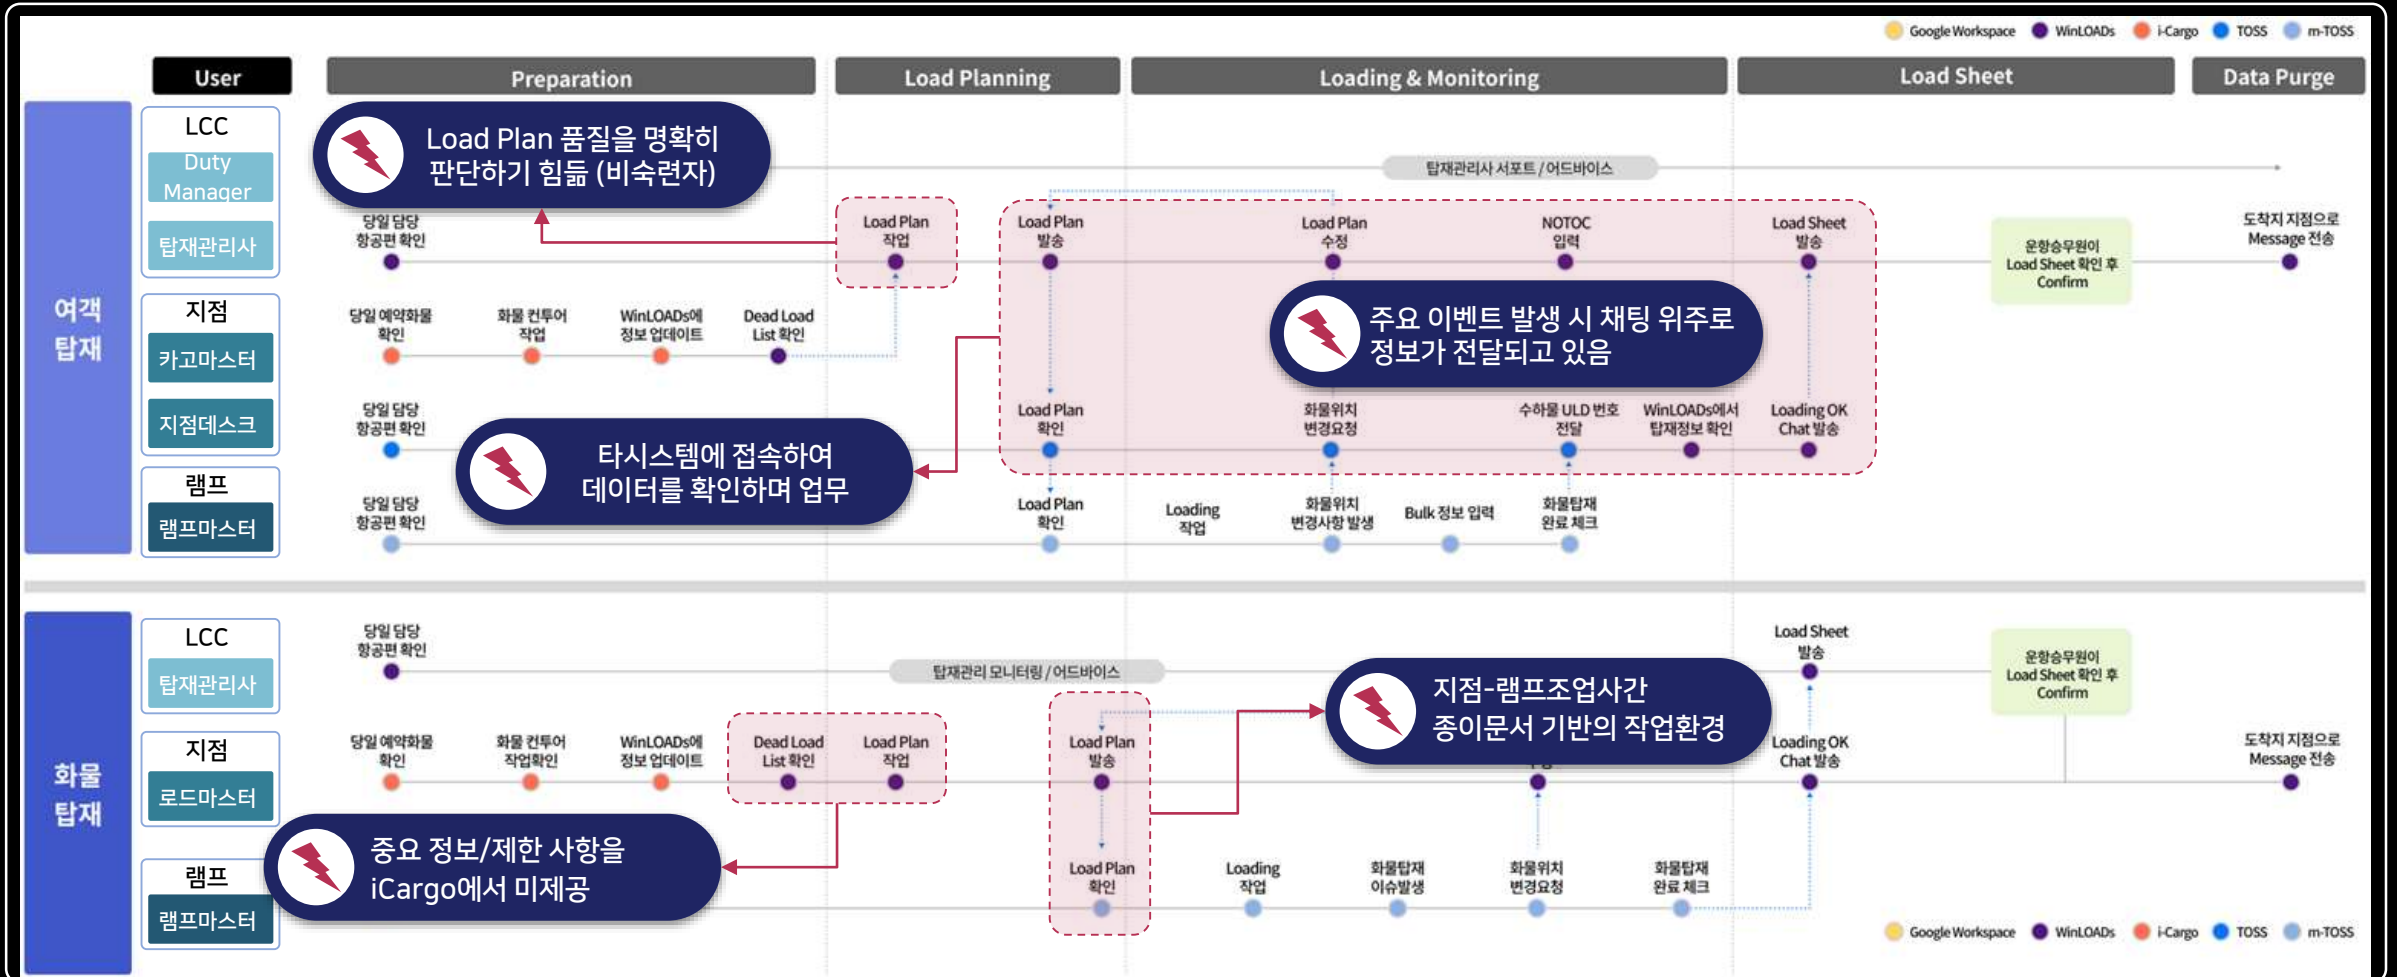 Google Workspace WinLOADs i-Cargo TOSS m-TOSS
User
Preparation
Load Planning
Loading & Monitoring
Load Sheet
Data Purge
여객
탑재
LCC
Duty
Manager
탑재관리사
지점
카고마스터
지점데스크
램프
램프마스터
Load Plan 품질을 명확히
판단하기 힘듦 (비숙련자)
탑재관리사 서포트 / 어드바이스
당일 담당
항공편 확인
Load Plan
작업
Load Plan
발송
Load Plan
수정
NOTOC
입력
Load Sheet
발송
운항승무원이
Load Sheet 확인 후
Confirm
도착지 지점으로
Message 전송
당일 예약화물
확인
화물 컨투어
작업
WinLOADs에
정보 업데이트
Dead Load
List 확인
주요 이벤트 발생 시 채팅 위주로
정보가 전달되고 있음
당일 담당
항공편 확인
타시스템에 접속하여
데이터를 확인하며 업무
Load Plan
확인
화물위치
변경요청
수하물 ULD 번호
전달
WinLOADs에서
탑재정보 확인
Loading OK
Chat 발송
당일 담당
항공편 확인
Load Plan
확인
Loading
작업
화물위치
변경사항 발생
Bulk 정보 입력
화물탑재
완료 체크
화물
탑재
LCC
탑재관리사
지점
로드마스터
램프
램프마스터
당일 담당
항공편 확인
탑재관리 모니터링 / 어드바이스
Load Sheet
발송
운항승무원이
Load Sheet 확인 후
Confirm
지점-램프조업사간
종이문서 기반의 작업환경
당일 예약화물
확인
화물 컨투어
작업확인
WinLOADs에
정보 업데이트
Dead Load
List 확인
Load Plan
작업
Load Plan
발송
Loading OK
Chat 발송
도착지 지점으로
Message 전송
중요 정보/제한 사항을
iCargo에서 미제공
Load Plan
확인
Loading
작업
화물탑재
이슈발생
화물위치
변경요청
화물탑재
완료 체크
Google Workspace WinLOADs i-Cargo TOSS m-TOSS